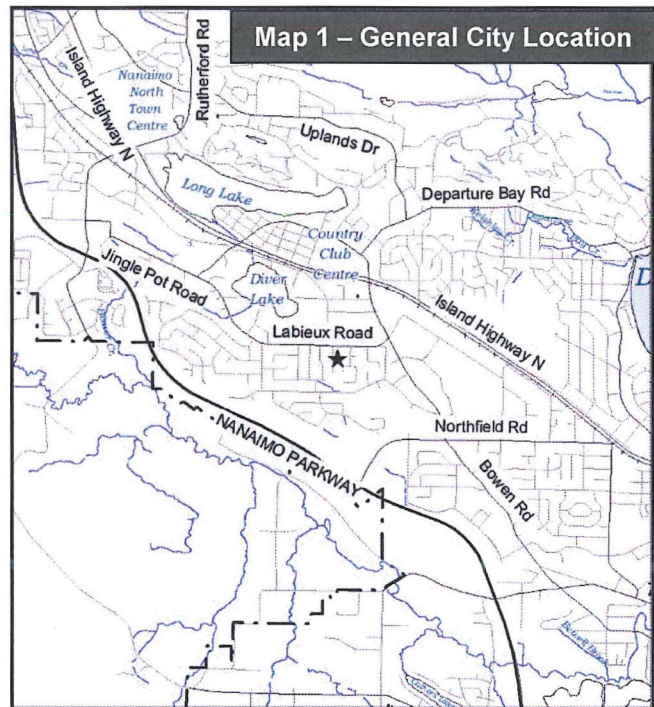 Map 1 – General City Location
Island Highway N
Nanaimo
North
Town
Centre
Rutherford Rd
Uplands Dr
Long Lake
Departure Bay Rd
Country
Club
Centre
Jingle Pot Road
Diver
Lake
Island Highway N
Labieux Road
Northfield Rd
NANAIMO PARKWAY
Bowen Rd